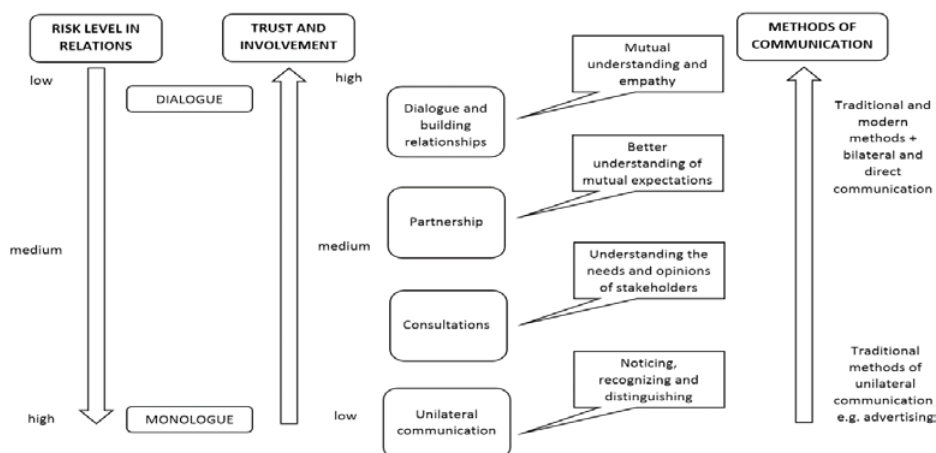 RISK LEVEL IN
RELATIONS
TRUST AND
INVOLVEMENT
METHODS OF
COMMUNICATION
low
high
DIALOGUE
Mutual
understanding and
empathy
Dialogue and
building
relationships
Traditional and
modern
methods +
bilateral and
direct
communication
Better
understanding of
mutual expectations
Partnership
medium
medium
Understanding the
needs and opinions
of stakeholders
Consultations
Noticing,
recognizing and
distinguishing
Traditional
methods of
unilateral
communication
e.g. advertising;
high
MONOLOGUE
low
Unilateral
communication